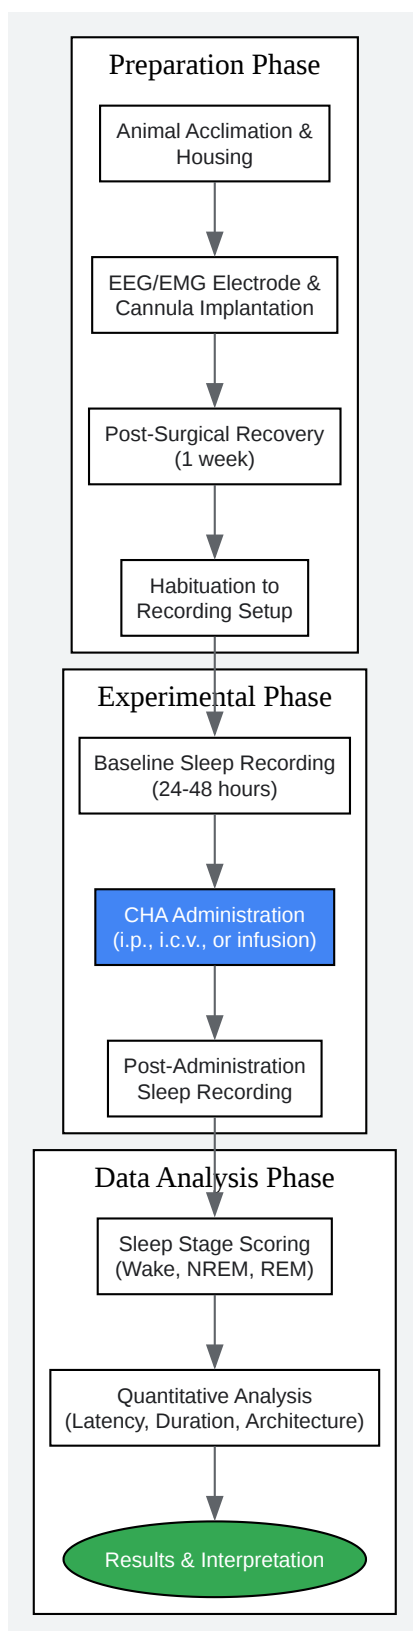 Preparation Phase
Animal Acclimation &
Housing
EEG/EMG Electrode &
Cannula Implantation
Post-Surgical Recovery
(1 week)
Habituation to
Recording Setup
Experimental Phase
Baseline Sleep Recording
(24-48 hours)
CHA Administration
(i.p., i.c.v., or infusion)
Post-Administration
Sleep Recording
Data Analysis Phase
Sleep Stage Scoring
(Wake, NREM, REM)
Quantitative Analysis
(Latency, Duration, Architecture)
Results & Interpretation